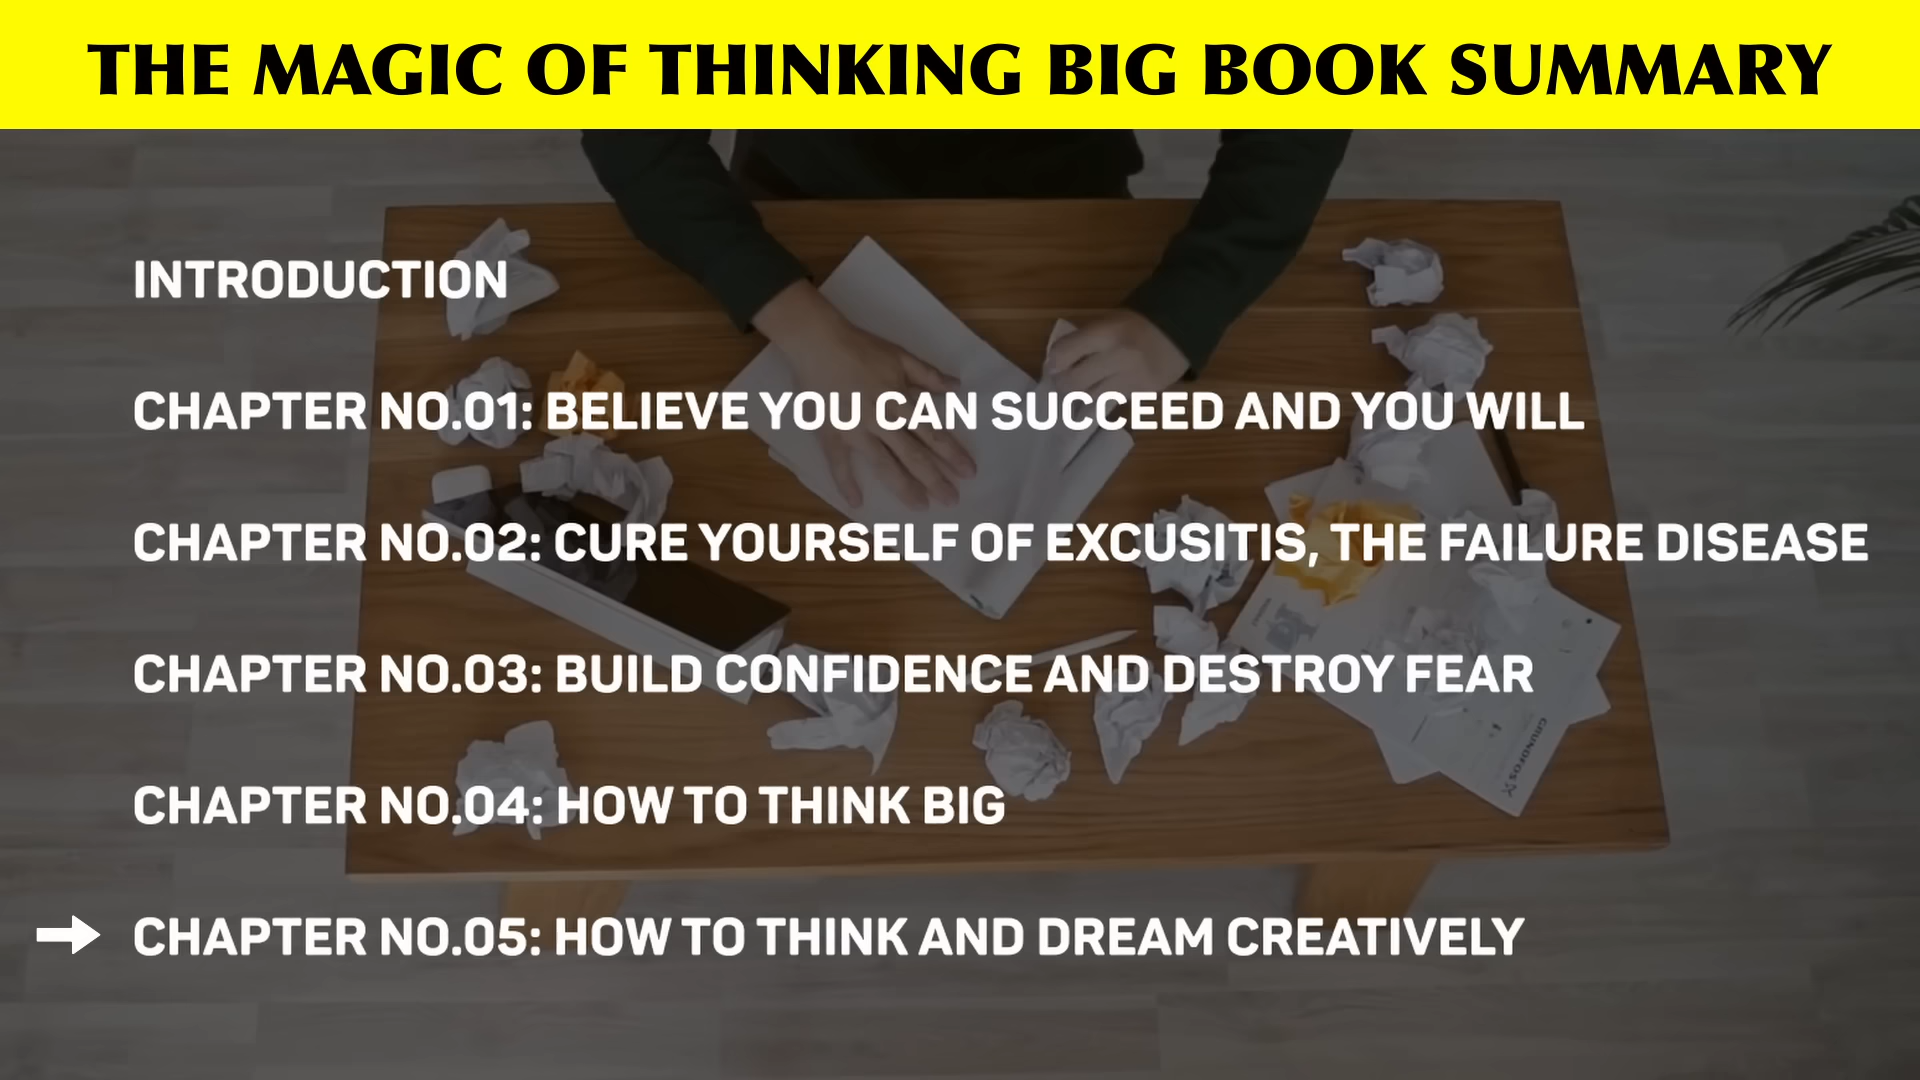 THE MAGIC OF THINKING BIG BOOK SUMMARY
INTRODUCTION
CHAPTER NO.01: BELIEVE YOU CAN SUCCEED AND YOU WILL
CHAPTER NO.02: CURE YOURSELF OF EXCUSITIS, THE FAILURE DISEASE
CHAPTER NO.03: BUILD CONFIDENCE AND DESTROY FEAR
CHAPTER NO.04: HOW TO THINK BIG
CHAPTER NO.05: HOW TO THINK AND DREAM CREATIVELY